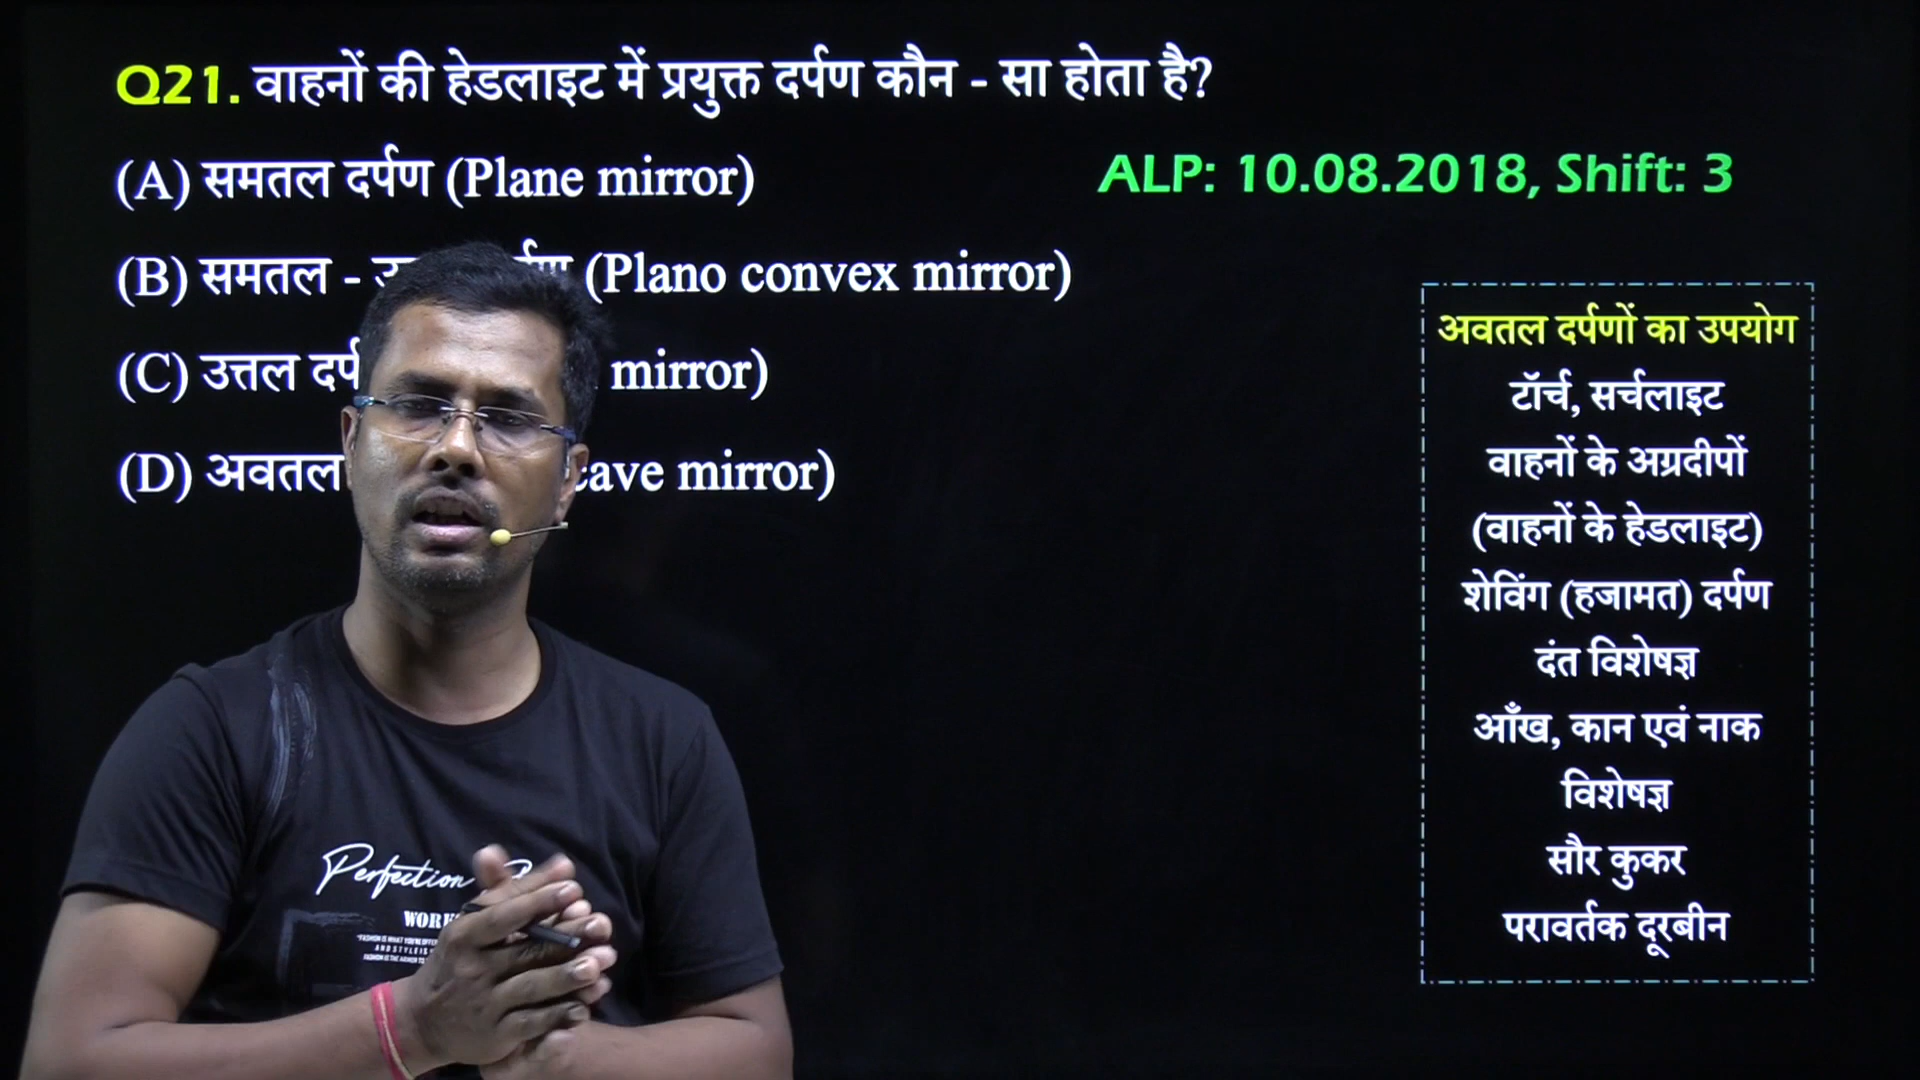 Q21. वाहनों की हेडलाइट में प्रयुक्त दर्पण कौन - सा होता है?
(A) समतल दर्पण (Plane mirror)
ALP: 10.08.2018, Shift: 3
(B) समतल - (Plano convex mirror)
(C) उत्तल mirror)
(D) अवतल mirror)
अवतल दर्पणों का उपयोग
टॉर्च, सर्चलाइट
वाहनों के अग्रदीपों
(वाहनों के हेडलाइट)
शेविंग (हजामत) दर्पण
दंत विशेषज्ञ
आँख, कान एवं नाक
विशेषज्ञ
सौर कुकर
परावर्तक दूरबीन
Perfection